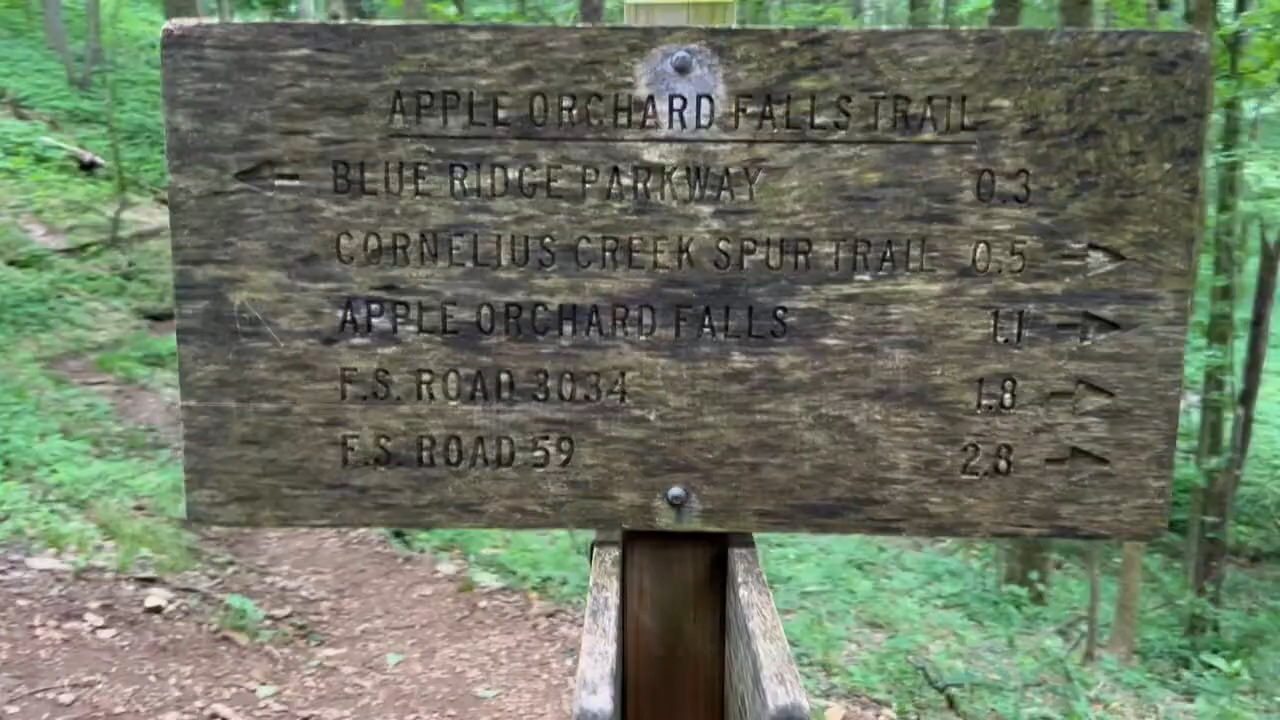 APPLE ORCHARD FALLS TRAIL
BLUE RIDGE PARKWAY 0.3
CORNELIUS CREEK SPUR TRAIL 0.5
APPLE ORCHARD FALLS 1.1
F.S. ROAD 3034 1.8
F.S. ROAD 59 2.8